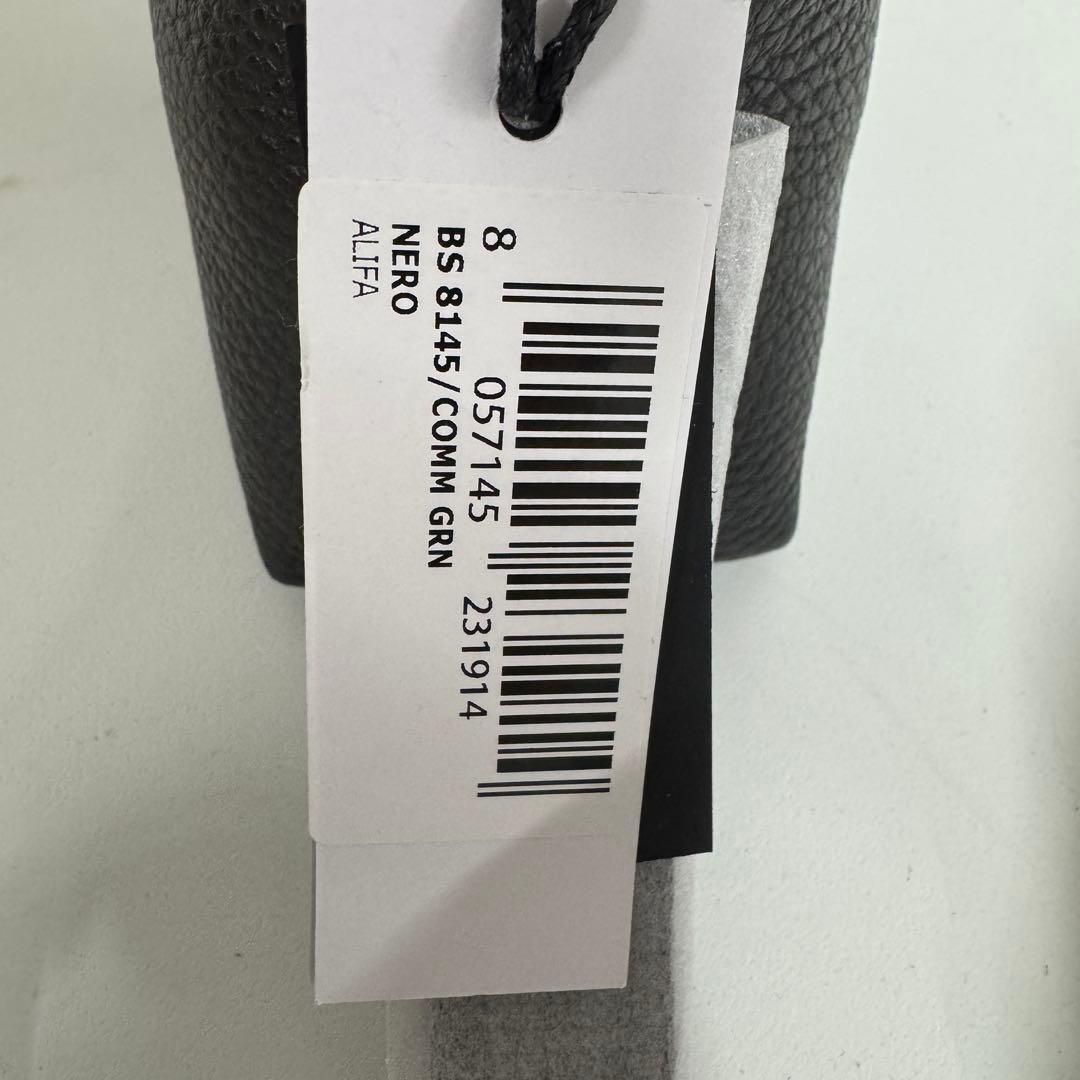 8 057145 231914
BS 8145/COMM GRN
NERO
ALIFA